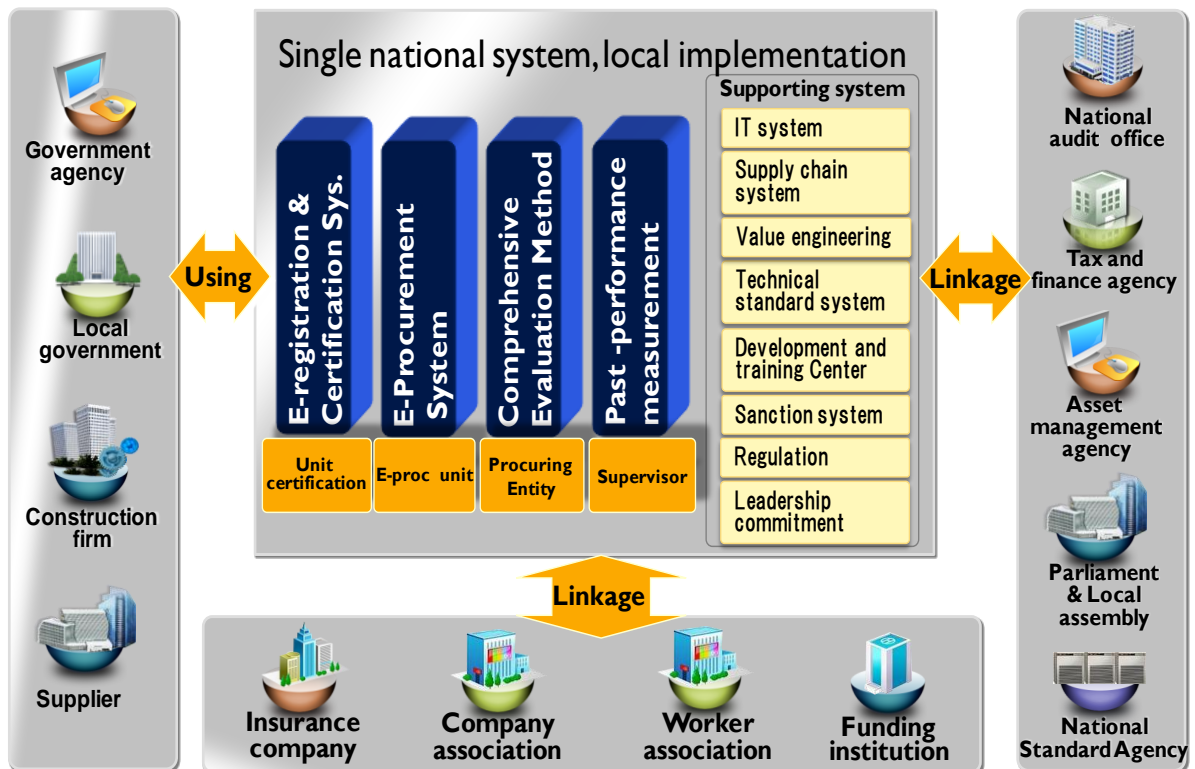 Government
agency
Local
government
Construction
firm
Supplier
Using
Single national system, local implementation
E-registration &
Certification Sys.
E-Procurement
System
Comprehensive
Evaluation Method
Past -performance
measurement
Unit
certification
E-proc unit
Procuring
Entity
Supervisor
Supporting system
IT system
Supply chain
system
Value engineering
Technical
standard system
Development and
training Center
Sanction system
Regulation
Leadership
commitment
Linkage
National
audit office
Tax and
finance agency
Asset
management
agency
Parliament
& Local
assembly
National
Standard Agency
Linkage
Insurance
company
Company
association
Worker
association
Funding
institution